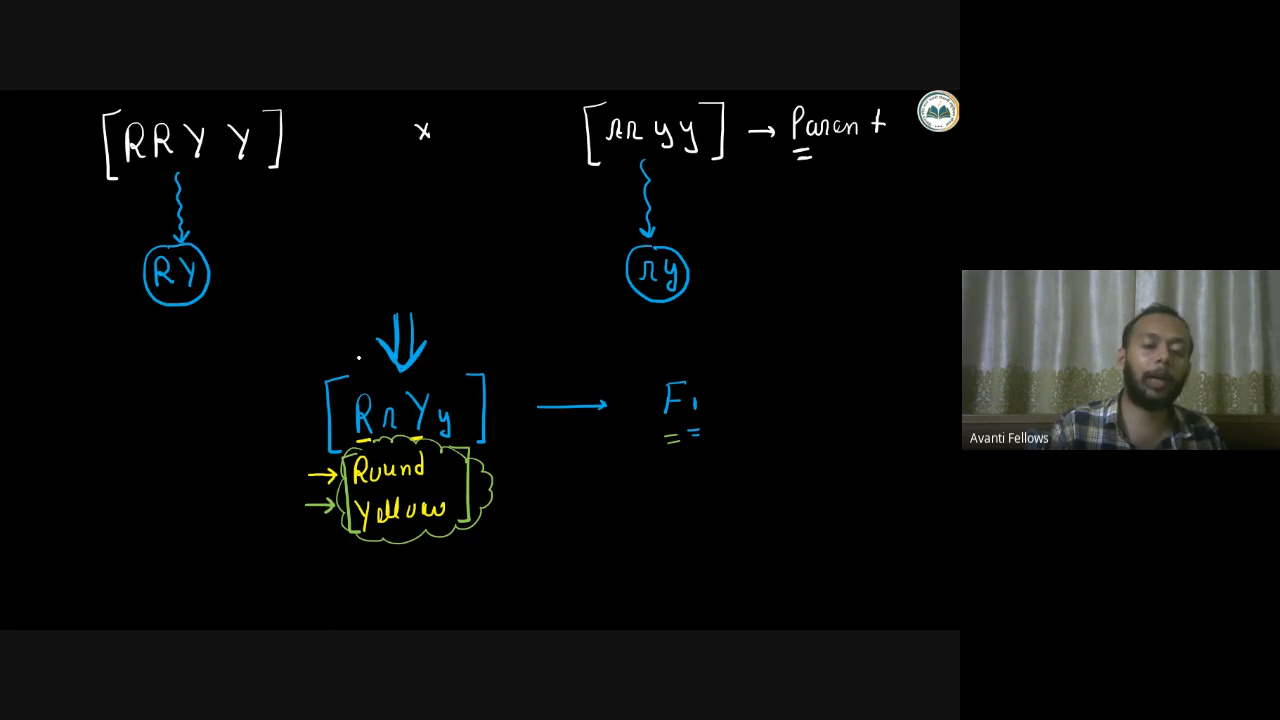 [RRYY] x [rryy] → Parent
RY ry
[RrYy] → F1
Round
Yellow
Avanti Fellows